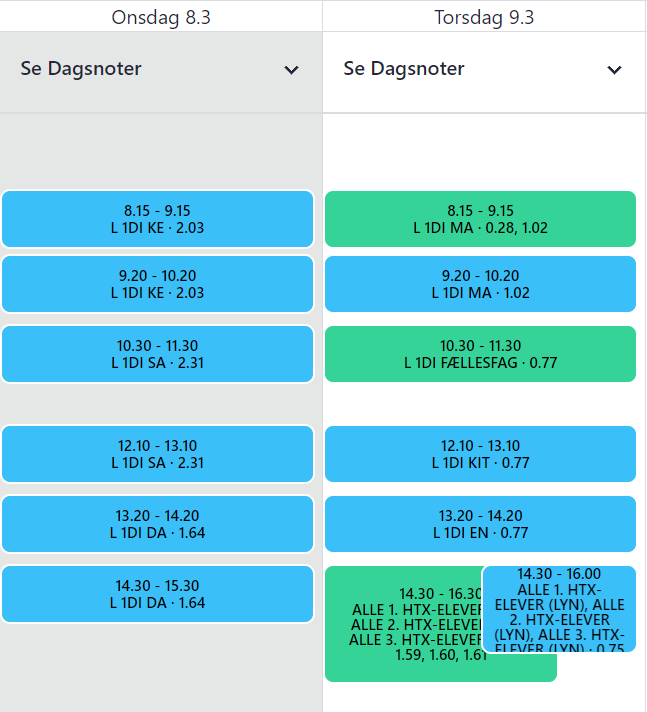 Onsdag 8.3
Torsdag 9.3
Se Dagsnoter
Se Dagsnoter
8.15 - 9.15
L 1DI KE · 2.03
9.20 - 10.20
L 1DI KE · 2.03
10.30 - 11.30
L 1DI SA · 2.31
12.10 - 13.10
L 1DI SA · 2.31
13.20 - 14.20
L 1DI DA · 1.64
14.30 - 15.30
L 1DI DA · 1.64
8.15 - 9.15
L 1DI MA · 0.28, 1.02
9.20 - 10.20
L 1DI MA · 1.02
10.30 - 11.30
L 1DI FÆLLESFAG · 0.77
12.10 - 13.10
L 1DI KIT · 0.77
13.20 - 14.20
L 1DI EN · 0.77
14.30 - 16.30
ALLE 1. HTX-ELEVER
ALLE 2. HTX-ELEVER
ALLE 3. HTX-ELEVER
1.59, 1.60, 1.61
14.30 - 16.00
ALLE 1. HTX-
ELEVER (LYN), ALLE
2. HTX-ELEVER
(LYN), ALLE 3. HTX-
ELEVER (LYN) · 0.75